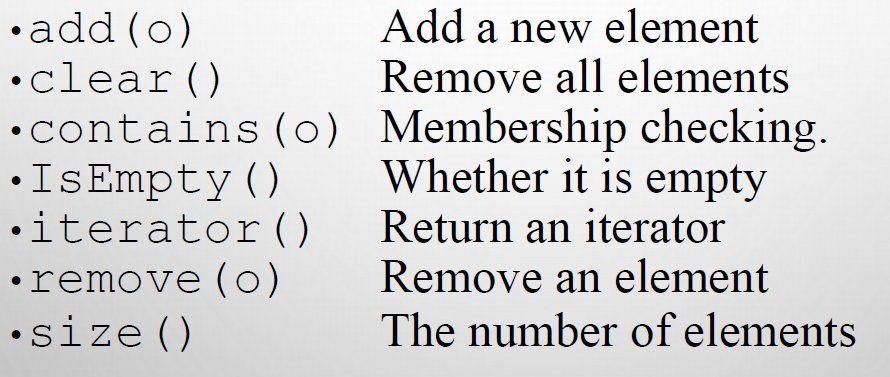 •add(o) Add a new element
•clear() Remove all elements
•contains(o) Membership checking.
•IsEmpty() Whether it is empty
•iterator() Return an iterator
•remove(o) Remove an element
•size() The number of elements